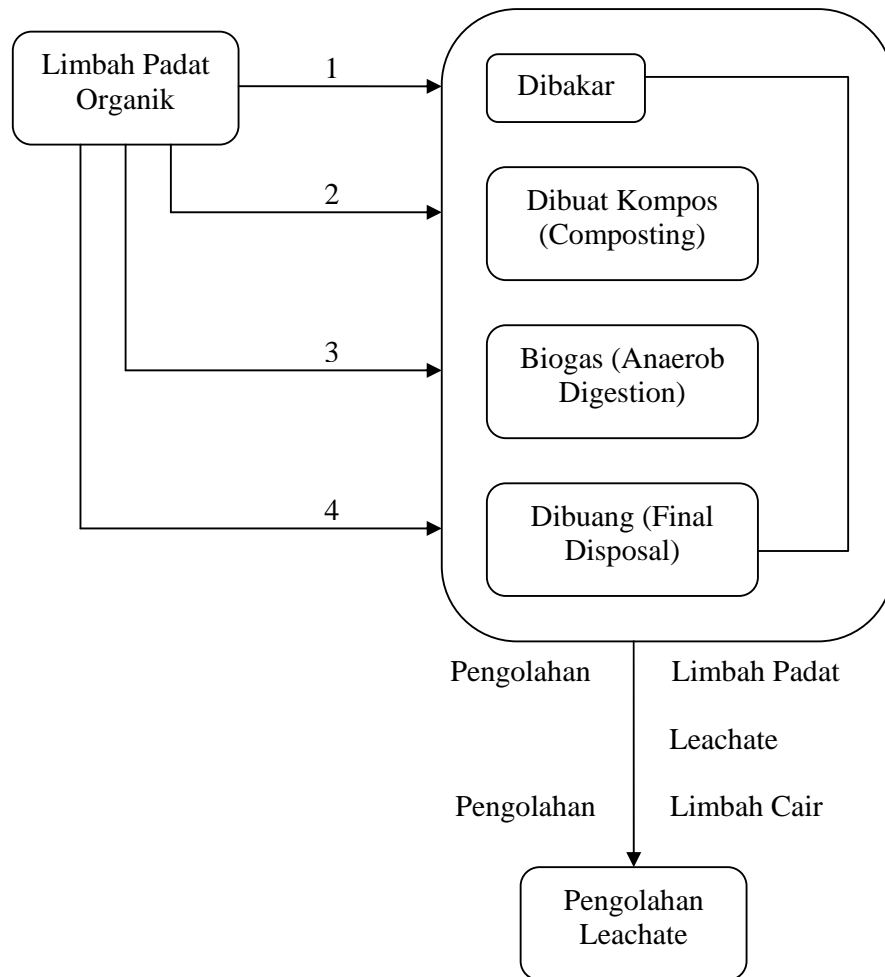 Limbah Padat
Organik
1
Dibakar
2
Dibuat Kompos
(Composting)
3
Biogas (Anaerob
Digestion)
4
Dibuang (Final
Disposal)
Pengolahan Limbah Padat
Leachate
Pengolahan Limbah Cair
Pengolahan
Leachate